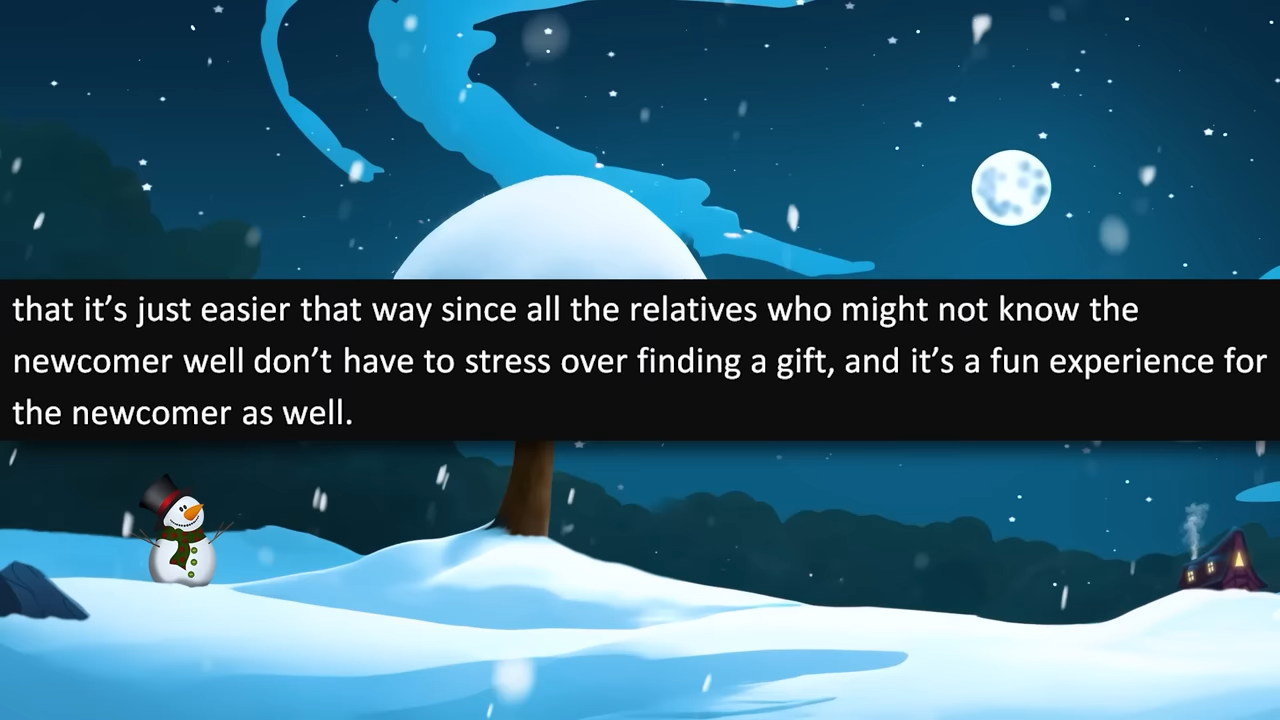 that it’s just easier that way since all the relatives who might not know the
newcomer well don’t have to stress over finding a gift, and it’s a fun experience for
the newcomer as well.